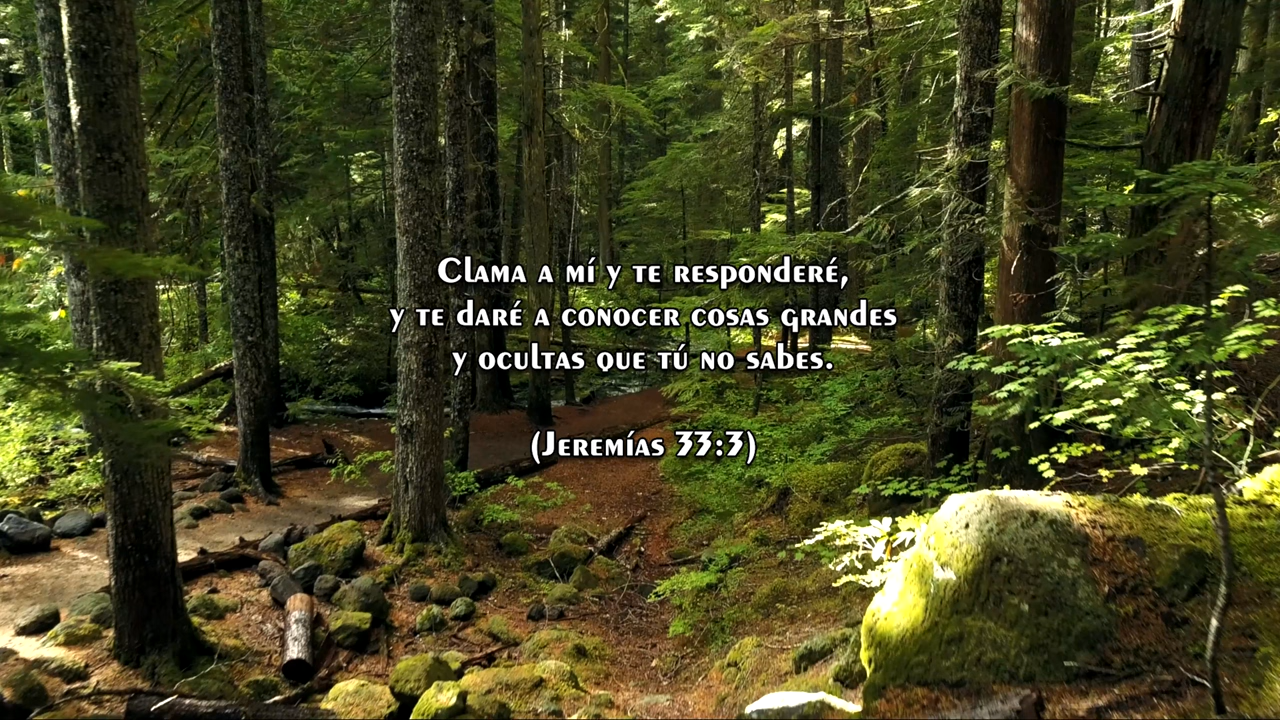 Clama a mí y te responderé,
y te daré a conocer cosas grandes
y ocultas que tú no sabes.
(Jeremías 33:3)